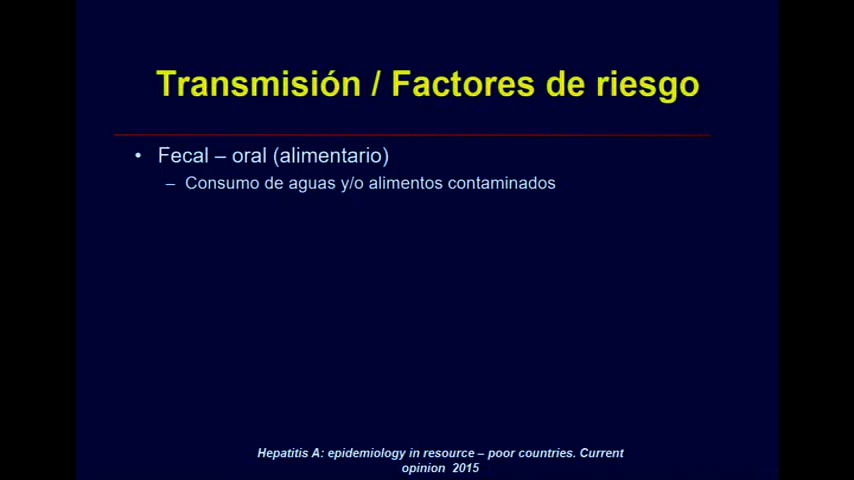 Transmisión / Factores de riesgo
• Fecal – oral (alimentario)
– Consumo de aguas y/o alimentos contaminados
Hepatitis A: epidemiology in resource – poor countries. Current
opinion 2015